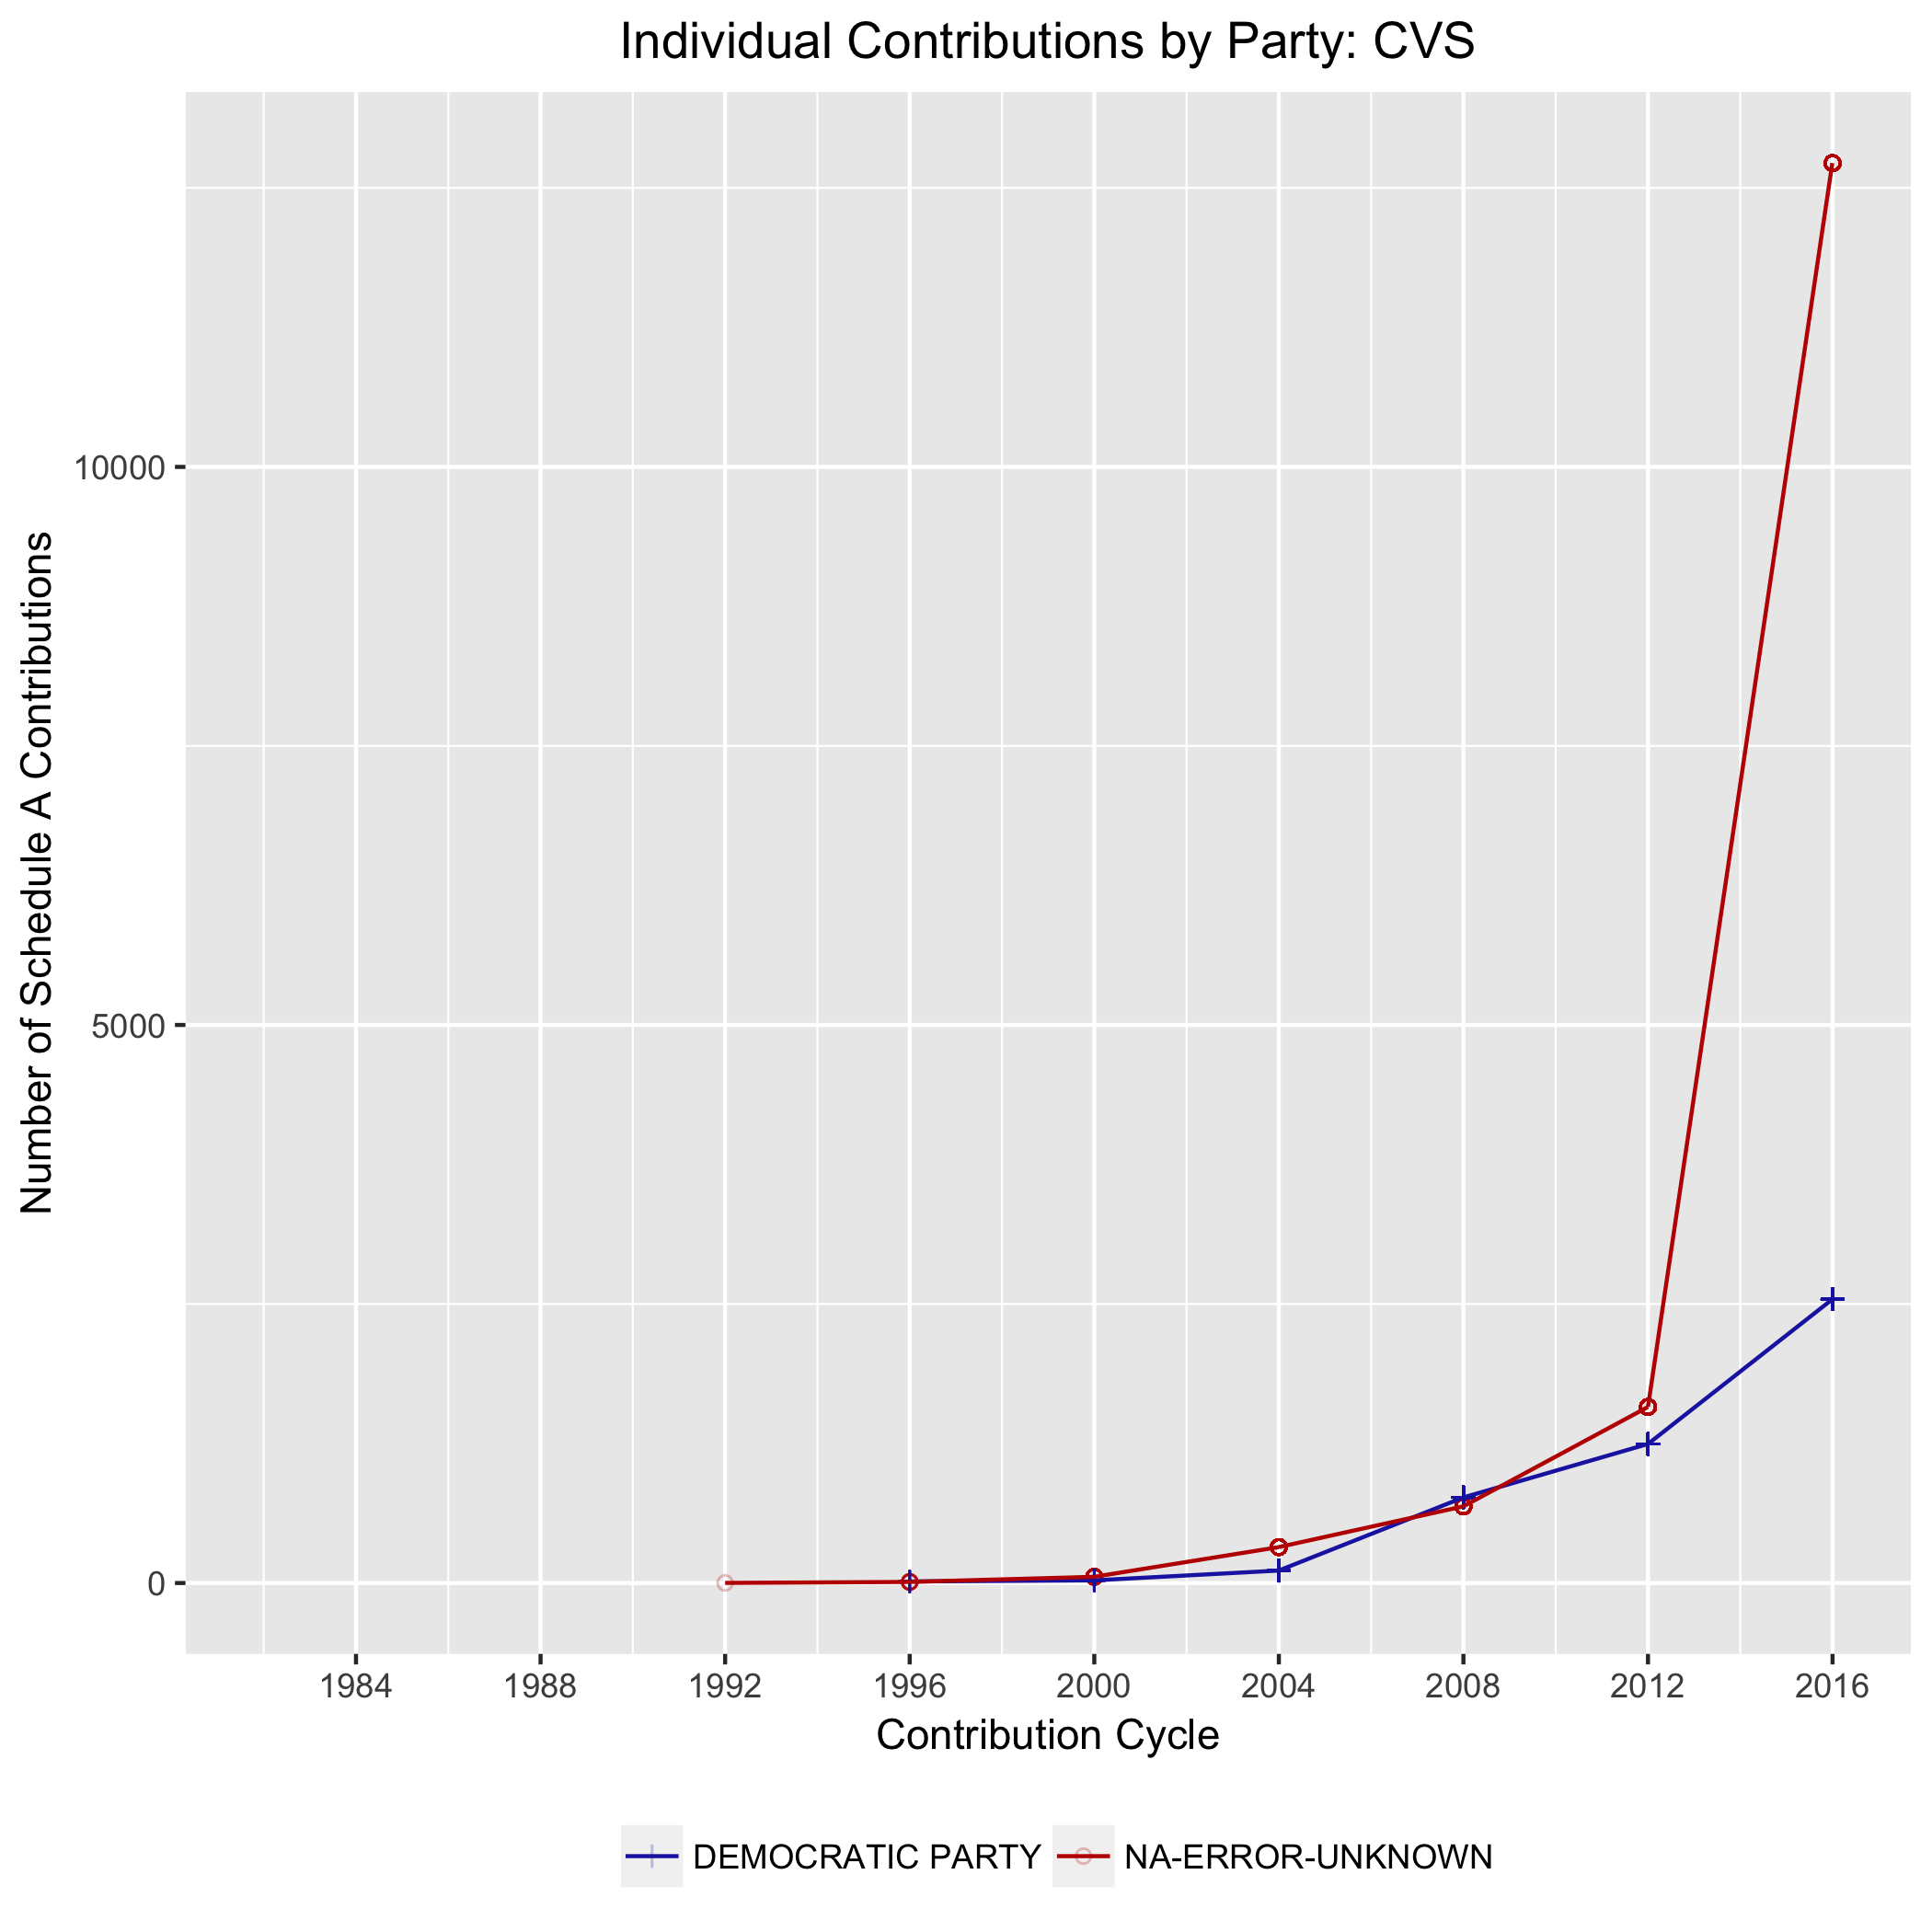 Individual Contributions by Party: CVS
Number of Schedule A Contributions
10000
5000
0
1984 1988 1992 1996 2000 2004 2008 2012 2016
Contribution Cycle
DEMOCRATIC PARTY NA-ERROR-UNKNOWN